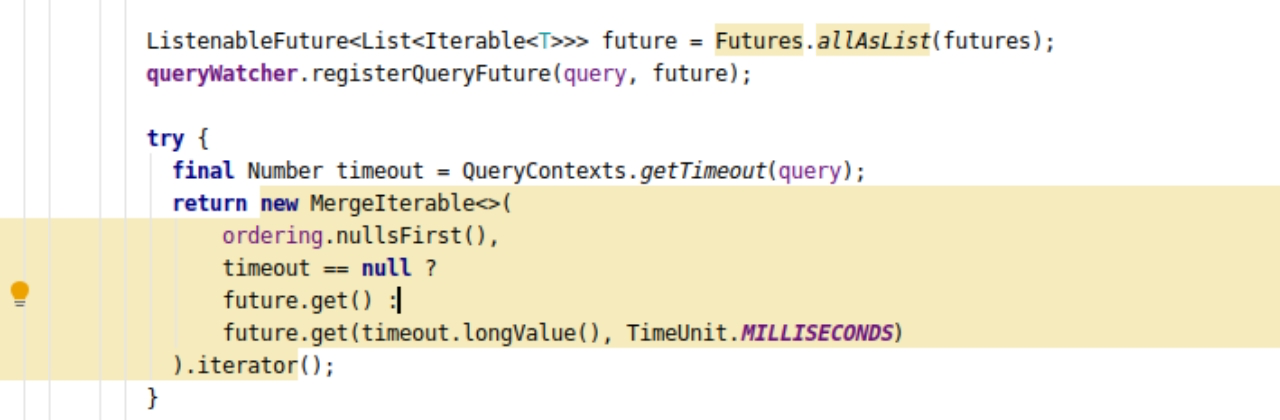 ListenableFuture<List<Iterable<T>>> future = Futures.allAsList(futures);
queryWatcher.registerQueryFuture(query, future);
try {
final Number timeout = QueryContexts.getTimeout(query);
return new MergeIterable<>(
ordering.nullsFirst(),
timeout == null ?
future.get() :
future.get(timeout.longValue(), TimeUnit.MILLISECONDS)
).iterator();
}